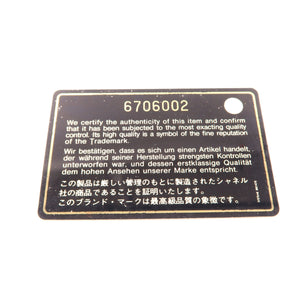 6706002
We certify the authenticity of this item and confirm
that it has been subjected to the most exacting quality
control. Its high quality is a symbol of the fine reputation
of the Trademark.
Wir bestätigen, dass es sich um einen Artikel handelt,
der während seiner Herstellung strengsten Kontrollen
unterworfen war, und dessen erstklassige Qualität
dem hohen Ansehen unserer Marke entspricht.
この製品は厳しい管理のもとに製造されたシャネル
社の商品であることを証明いたします。
このブランド・マークは最高級品質の象徴です。